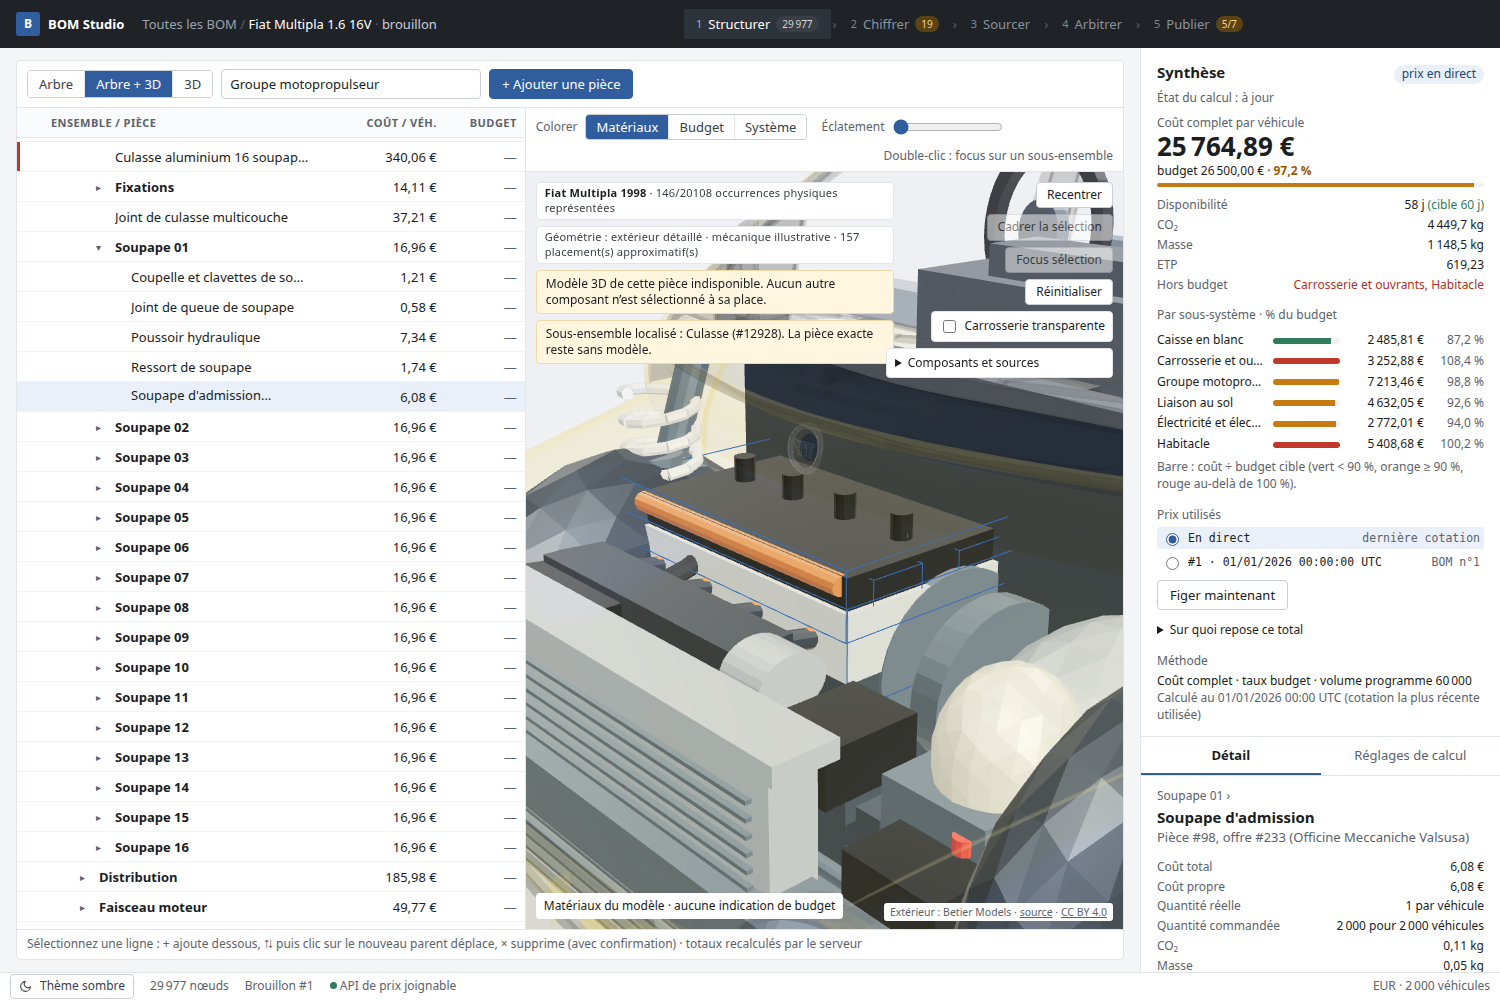 B BOM Studio Toutes les BOM / Fiat Multipla 1.6 16V · brouillon 1 Structurer 29 977 › 2 Chiffrer 19 › 3 Sourcer › 4 Arbitrer › 5 Publier 5/7
Arbre Arbre + 3D 3D Groupe motopropulseur + Ajouter une pièce
ENSEMBLE / PIÈCE COÛT / VÉH. BUDGET
Culasse aluminium 16 soupap... 340,06 € —
▸ Fixations 14,11 € —
Joint de culasse multicouche 37,21 € —
▾ Soupape 01 16,96 € —
Coupelle et clavettes de so... 1,21 € —
Joint de queue de soupape 0,58 € —
Poussoir hydraulique 7,34 € —
Ressort de soupape 1,74 € —
Soupape d'admission... 6,08 € —
▸ Soupape 02 16,96 € —
▸ Soupape 03 16,96 € —
▸ Soupape 04 16,96 € —
▸ Soupape 05 16,96 € —
▸ Soupape 06 16,96 € —
▸ Soupape 07 16,96 € —
▸ Soupape 08 16,96 € —
▸ Soupape 09 16,96 € —
▸ Soupape 10 16,96 € —
▸ Soupape 11 16,96 € —
▸ Soupape 12 16,96 € —
▸ Soupape 13 16,96 € —
▸ Soupape 14 16,96 € —
▸ Soupape 15 16,96 € —
▸ Soupape 16 16,96 € —
▸ Distribution 185,98 € —
▸ Faisceau moteur 49,77 € —
Sélectionnez une ligne : + ajoute dessous, ⇅ puis clic sur le nouveau parent déplace, × supprime (avec confirmation) · totaux recalculés par le serveur
Colorer Matériaux Budget Système Éclatement
Double-clic : focus sur un sous-ensemble
Fiat Multipla 1998 · 146/20108 occurrences physiques
représentées
Géométrie : extérieur détaillé · mécanique illustrative · 157
placement(s) approximatif(s)
Modèle 3D de cette pièce indisponible. Aucun autre
composant n’est sélectionné à sa place.
Sous-ensemble localisé : Culasse (#12928). La pièce exacte
reste sans modèle.
Recentrer
Cadrer la sélection
Focus sélection
Réinitialiser
Carrosserie transparente
▶ Composants et sources
Matériaux du modèle · aucune indication de budget
Extérieur : Betier Models · source · CC BY 4.0
Synthèse prix en direct
État du calcul : à jour
Coût complet par véhicule
25 764,89 €
budget 26 500,00 € · 97,2 %
Disponibilité 58 j (cible 60 j)
CO₂ 4 449,7 kg
Masse 1 148,5 kg
ETP 619,23
Hors budget Carrosserie et ouvrants, Habitacle
Par sous-système · % du budget
Caisse en blanc 2 485,81 € 87,2 %
Carrosserie et ou... 3 252,88 € 108,4 %
Groupe motopro... 7 213,46 € 98,8 %
Liaison au sol 4 632,05 € 92,6 %
Électricité et élec... 2 772,01 € 94,0 %
Habitacle 5 408,68 € 100,2 %
Barre : coût ÷ budget cible (vert < 90 %, orange ≥ 90 %,
rouge au-delà de 100 %).
Prix utilisés
En direct dernière cotation
#1 · 01/01/2026 00:00:00 UTC BOM n°1
Figer maintenant
▶ Sur quoi repose ce total
Méthode
Coût complet · taux budget · volume programme 60 000
Calculé au 01/01/2026 00:00 UTC (cotation la plus récente
utilisée)
Détail Réglages de calcul
Soupape 01 ›
Soupape d'admission
Pièce #98, offre #233 (Officine Meccaniche Valsusa)
Coût total 6,08 €
Coût propre 6,08 €
Quantité réelle 1 par véhicule
Quantité commandée 2 000 pour 2 000 véhicules
CO₂ 0,11 kg
Masse 0,05 kg
Thème sombre 29 977 nœuds Brouillon #1 API de prix joignable EUR · 2 000 véhicules